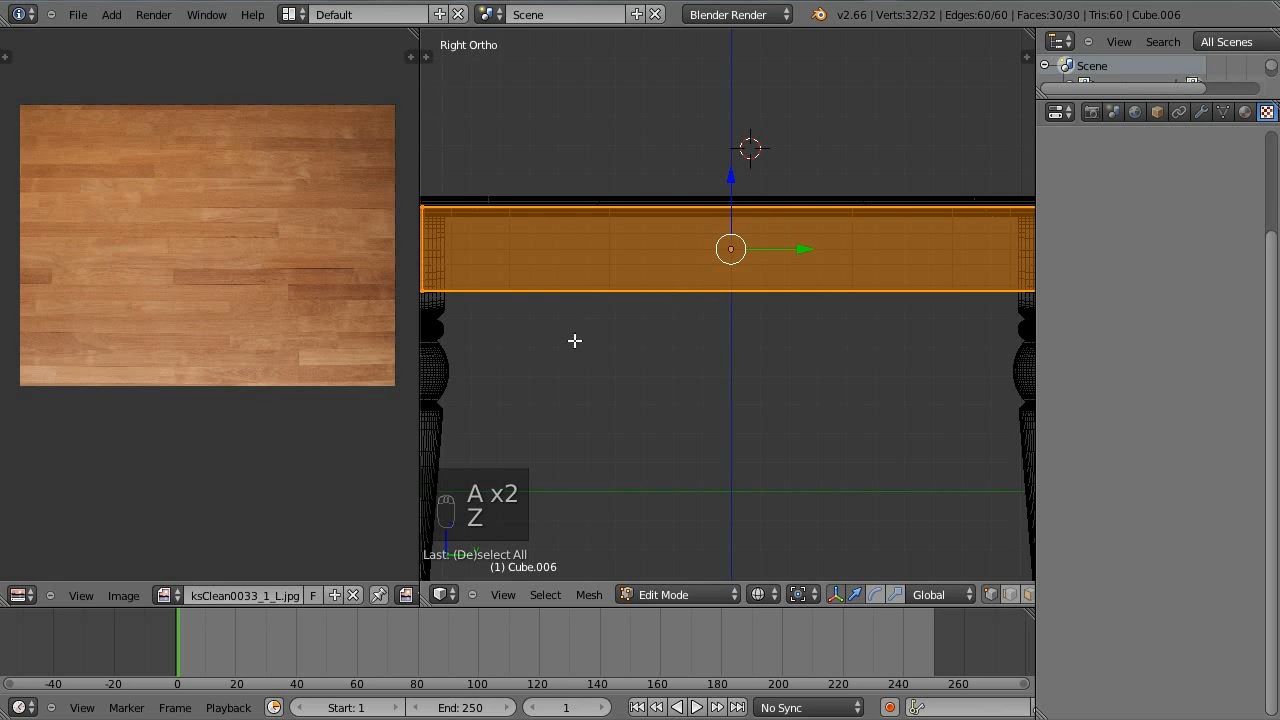 File Add Render Window Help Default Scene Blender Render v2.66 | Verts:32/32 | Edges:60/60 | Faces:30/30 | Tris:60 | Cube.006
Right Ortho
View Search All Scenes
Scene
A x2
Z
Last: (De)select All
(1) Cube.006
View Image ksClean0033_1_L.jpg F View Select Mesh Edit Mode Global
-40 -20 0 20 40 60 80 100 120 140 160 180 200 220 240 260
View Marker Frame Playback Start: 1 End: 250 1 No Sync